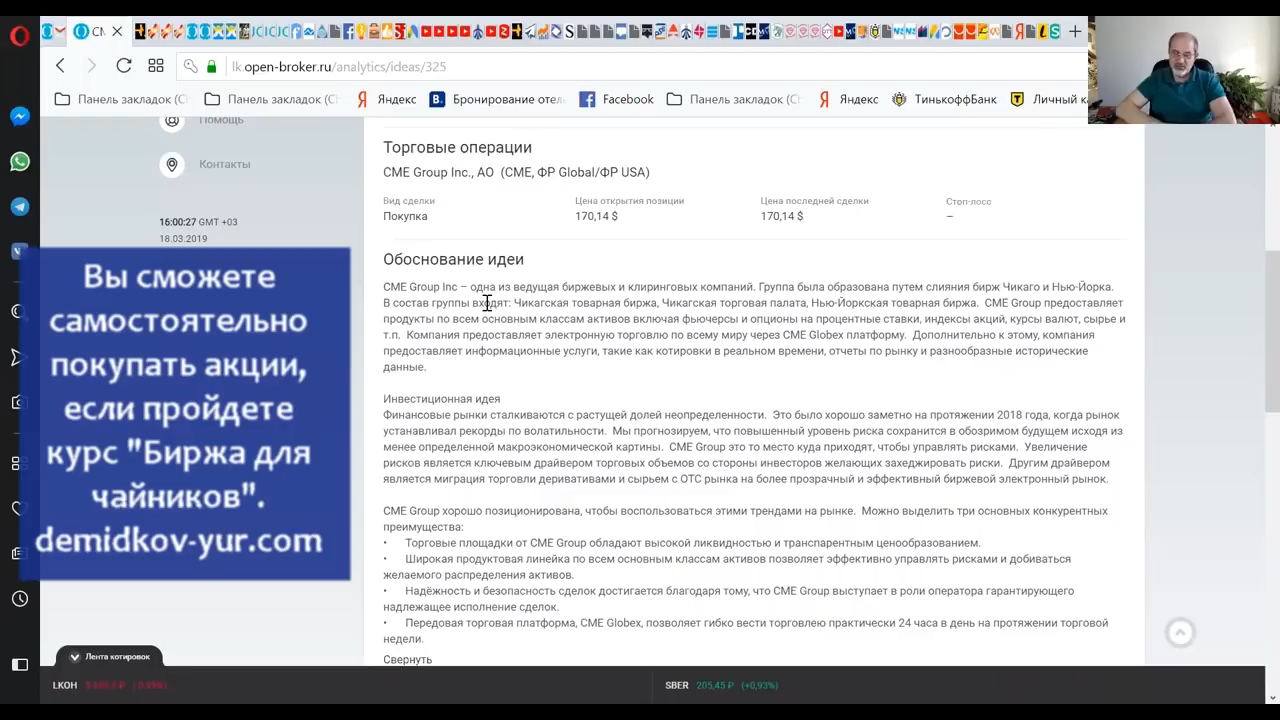 CM
lk.open-broker.ru/analytics/ideas/325
Панель закладок (С
Панель закладок (С
Яндекс
Бронирование отел
Facebook
Панель закладок (С
Яндекс
ТинькоффБанк
Личный к
Помощь
Контакты
16:00:27 GMT +03
18.03.2019
Вы сможете
самостоятельно
покупать акции,
если пройдете
курс "Биржа для
чайников".
demidkov-yur.com
Торговые операции
CME Group Inc., АО (CME, ФР Global/ФР USA)
Вид сделки Цена открытия позиции Цена последней сделки Стоп-лосс
Покупка 170,14 $ 170,14 $ –
Обоснование идеи
CME Group Inc – одна из ведущая биржевых и клиринговых компаний. Группа была образована путем слияния бирж Чикаго и Нью-Йорка.
В состав группы входят: Чикагская товарная биржа, Чикагская торговая палата, Нью-Йоркская товарная биржа. CME Group предоставляет
продукты по всем основным классам активов включая фьючерсы и опционы на процентные ставки, индексы акций, курсы валют, сырье и
т.п. Компания предоставляет электронную торговлю по всему миру через CME Globex платформу. Дополнительно к этому, компания
предоставляет информационные услуги, такие как котировки в реальном времени, отчеты по рынку и разнообразные исторические
данные.
Инвестиционная идея
Финансовые рынки сталкиваются с растущей долей неопределенности. Это было хорошо заметно на протяжении 2018 года, когда рынок
устанавливал рекорды по волатильности. Мы прогнозируем, что повышенный уровень риска сохранится в обозримом будущем исходя из
менее определенной макроэкономической картины. CME Group это то место куда приходят, чтобы управлять рисками. Увеличение
рисков является ключевым драйвером торговых объемов со стороны инвесторов желающих захеджировать риски. Другим драйвером
является миграция торговли деривативами и сырьем с ОТС рынка на более прозрачный и эффективный биржевой электронный рынок.
CME Group хорошо позиционирована, чтобы воспользоваться этими трендами на рынке. Можно выделить три основных конкурентных
преимущества:
• Торговые площадки от CME Group обладают высокой ликвидностью и транспарентным ценообразованием.
• Широкая продуктовая линейка по всем основным классам активов позволяет эффективно управлять рисками и добиваться
желаемого распределения активов.
• Надёжность и безопасность сделок достигается благодаря тому, что CME Group выступает в роли оператора гарантирующего
надлежащее исполнение сделок.
• Передовая торговая платформа, CME Globex, позволяет гибко вести торговлею практически 24 часа в день на протяжении торговой
недели.
Свернуть
Лента котировок
LKOH
SBER 205,45 ₽ (+0,93%)